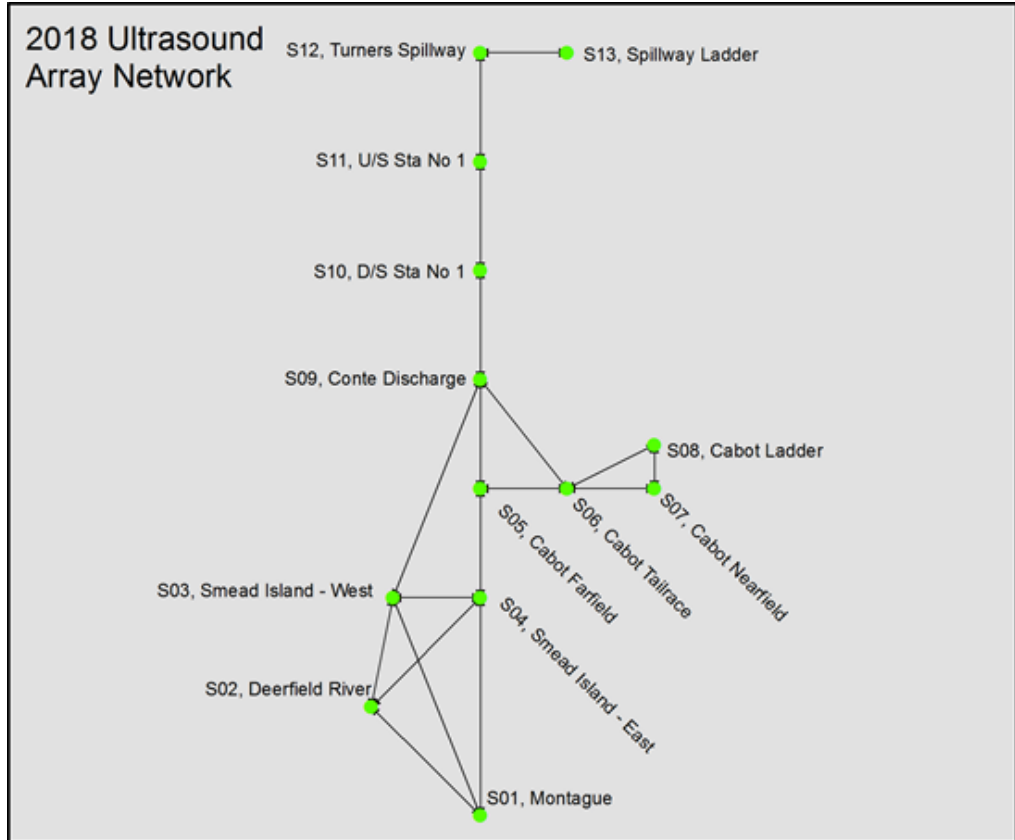 2018 Ultrasound
Array Network
S12, Turners Spillway
S13, Spillway Ladder
S11, U/S Sta No 1
S10, D/S Sta No 1
S09, Conte Discharge
S08, Cabot Ladder
S07, Cabot Nearfield
S06, Cabot Tailrace
S05, Cabot Farfield
S03, Smead Island - West
S04, Smead Island - East
S02, Deerfield River
S01, Montague